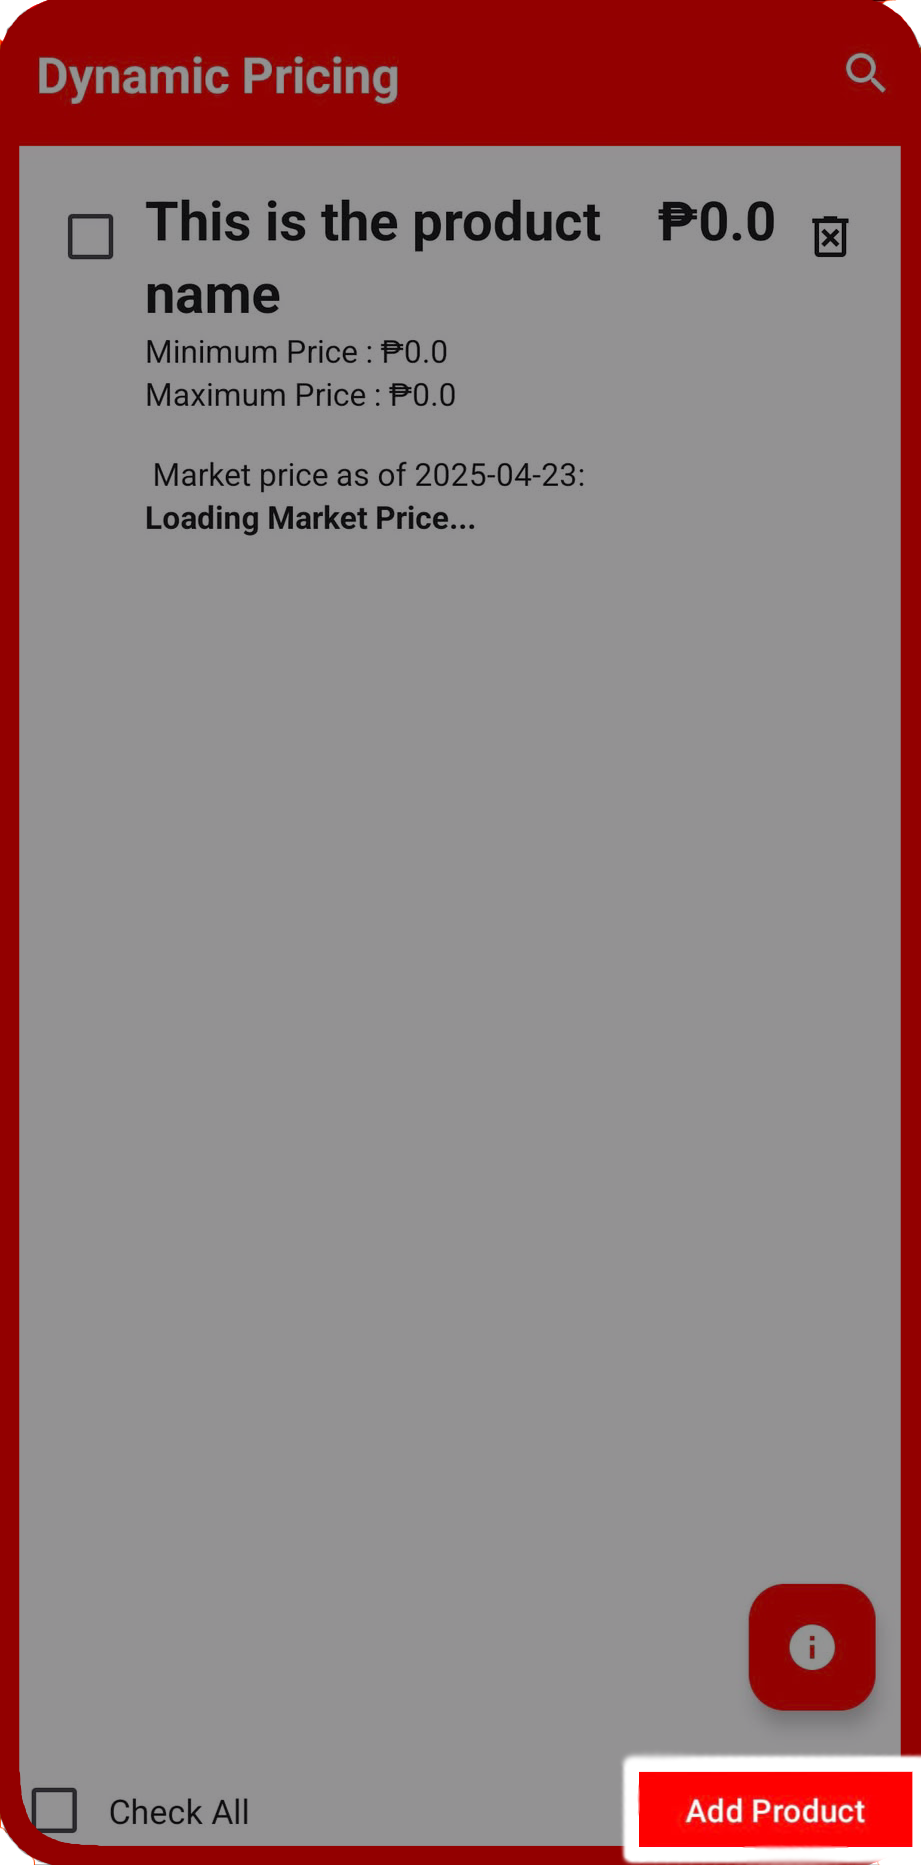 Dynamic Pricing
This is the product ₱0.0
name
Minimum Price : ₱0.0
Maximum Price : ₱0.0
Market price as of 2025-04-23:
Loading Market Price...
Check All
Add Product